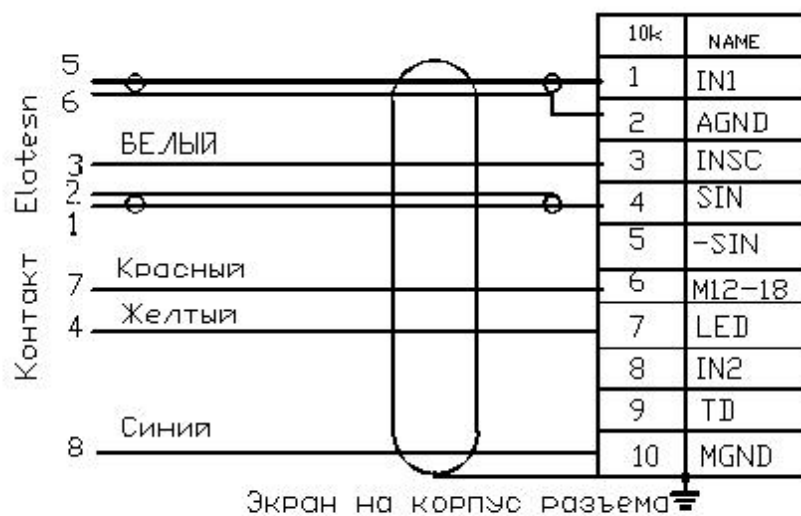 10k NAME
5 1 IN1
6 2 AGND
3 БЕЛЫЙ 3 INSC
2
1 4 SIN
5 -SIN
7 Красный 6 M12-18
4 Желтый 7 LED
8 IN2
9 TD
8 Синий 10 MGND
Контакт Elotesn
Экран на корпус разъема